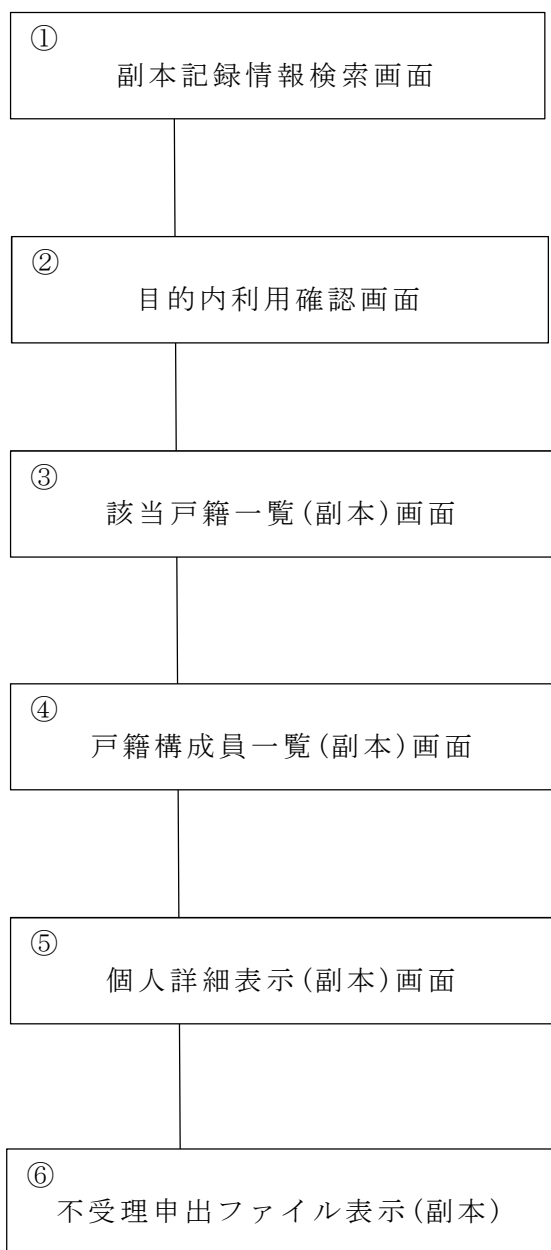 ①
副本記録情報検索画面
②
目的内利用確認画面
③
該当戸籍一覧(副本)画面
④
戸籍構成員一覧(副本)画面
⑤
個人詳細表示(副本)画面
⑥
不受理申出ファイル表示(副本)